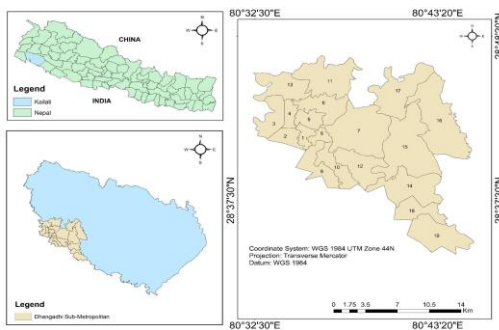 CHINA
INDIA
Legend
Kailali
Nepal
Legend
Dhangadhi Sub-Metropolitan
80°32'30"E 80°43'20"E
28°37'30"N
13
11
17
4
8
3
5
7
16
2
1
6
15
9
10
12
14
18
19
Coordinate System: WGS 1984 UTM Zone 44N
Projection: Transverse Mercator
Datum: WGS 1984
0 1.75 3.5 7 10.5 14
Km
80°32'30"E 80°43'20"E